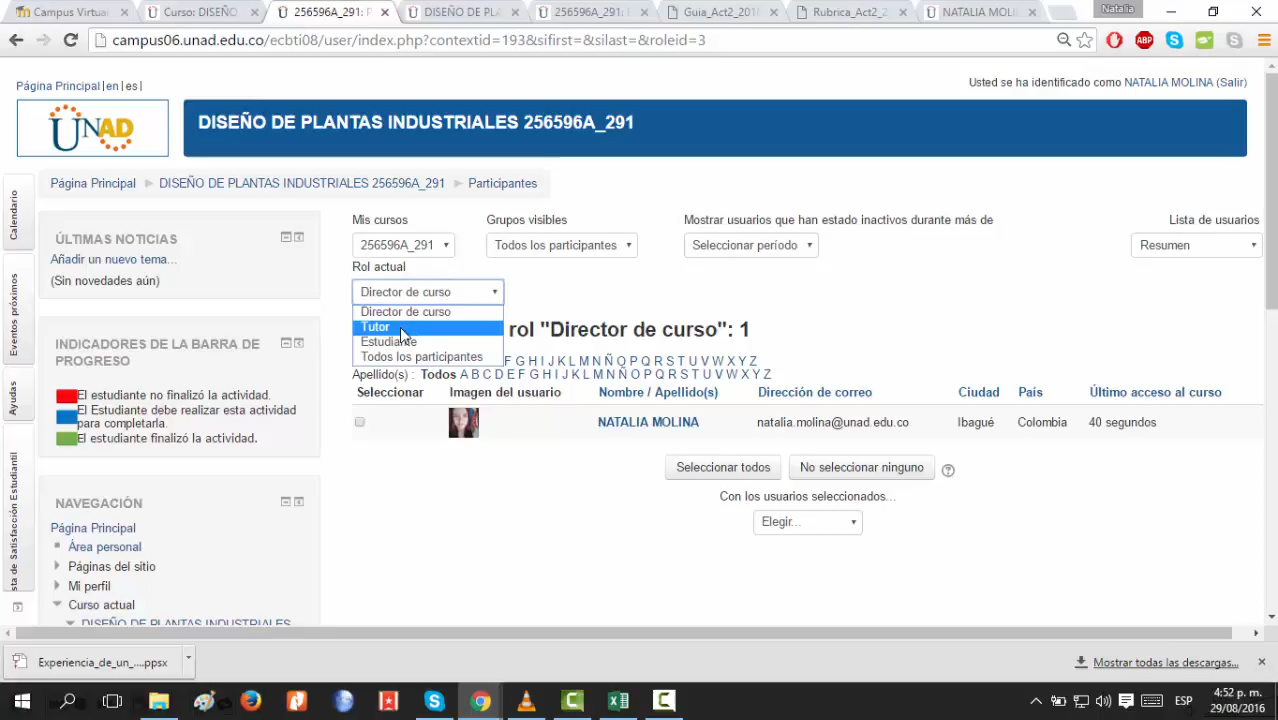 Campus Virtual
Curso: DISEÑO
256596A_291: P
DISEÑO DE PLA
256596A_291:
Guia_Act2_2016
Rubrica_Act2_2
NATALIA MOLI
Natalia
campus06.unad.edu.co/ecbti08/user/index.php?contextid=193&sifirst=&silast=&roleid=3
Página Principal|en|es|
Usted se ha identificado como NATALIA MOLINA (Salir)
UNAD
DISEÑO DE PLANTAS INDUSTRIALES 256596A_291
Página Principal DISEÑO DE PLANTAS INDUSTRIALES 256596A_291 Participantes
Calendario
Eventos próximos
Ayudas
sta de Satisfacción Estudiantil
ÚLTIMAS NOTICIAS
Añadir un nuevo tema...
(Sin novedades aún)
INDICADORES DE LA BARRA DE
PROGRESO
El estudiante no finalizó la actividad.
El Estudiante debe realizar esta actividad
para completarla.
El estudiante finalizó la actividad.
NAVEGACIÓN
Página Principal
Área personal
Páginas del sitio
Mi perfil
Curso actual
DISEÑO DE PLANTAS INDUSTRIALES
Mis cursos
256596A_291
Grupos visibles
Todos los participantes
Mostrar usuarios que han estado inactivos durante más de
Seleccionar período
Lista de usuarios
Resumen
Rol actual
Director de curso
Director de curso
Tutor
Estudiante
Todos los participantes
rol "Director de curso": 1
F G H I J K L M N Ñ O P Q R S T U V W X Y Z
Apellido(s) : Todos A B C D E F G H I J K L M N Ñ O P Q R S T U V W X Y Z
Seleccionar Imagen del usuario Nombre / Apellido(s) Dirección de correo Ciudad País Último acceso al curso
NATALIA MOLINA natalia.molina@unad.edu.co Ibagué Colombia 40 segundos
Seleccionar todos No seleccionar ninguno
Con los usuarios seleccionados...
Elegir...
Experiencia_de_un_....ppsx
Mostrar todas las descargas...
ESP
4:52 p. m.
29/08/2016